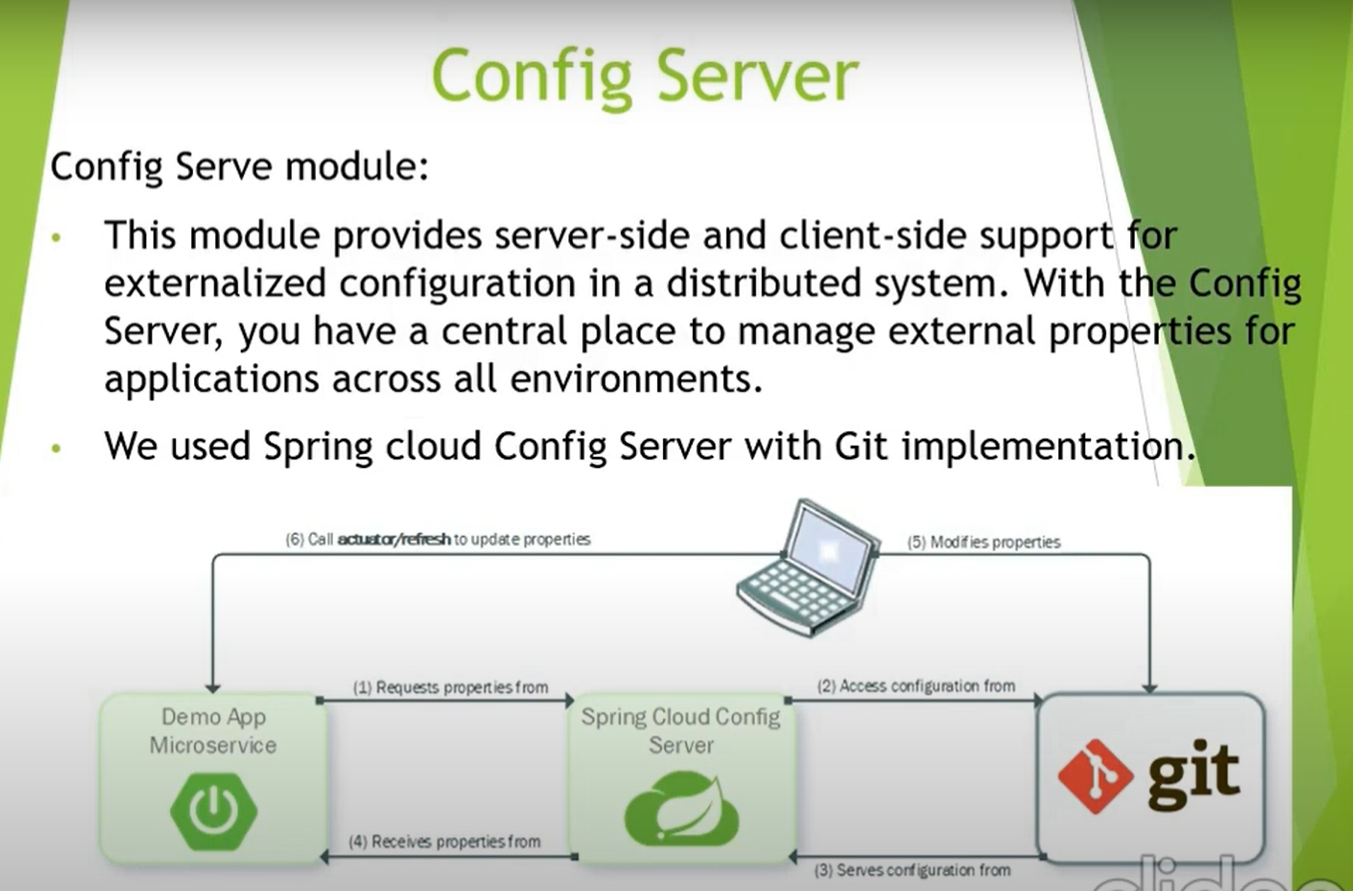 Config Server
Config Serve module:
• This module provides server-side and client-side support for
externalized configuration in a distributed system. With the Config
Server, you have a central place to manage external properties for
applications across all environments.
• We used Spring cloud Config Server with Git implementation.
(6) Call actuator/refresh to update properties
(5) Modifies properties
(1) Requests properties from
(2) Access configuration from
Demo App
Microservice
Spring Cloud Config
Server
git
(4) Receives properties from
(3) Serves configuration from